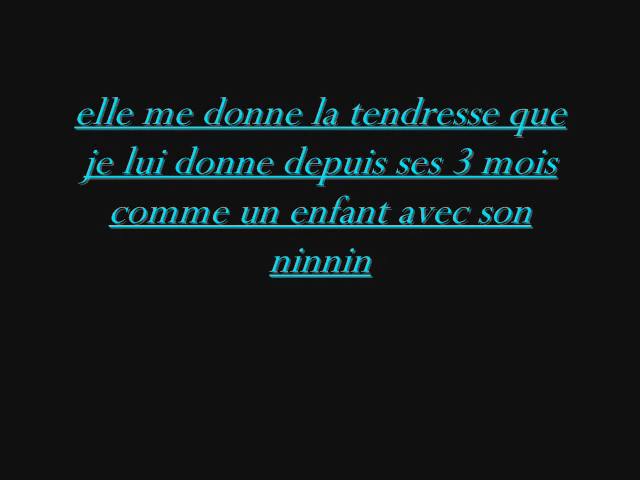 elle me donne la tendresse que
je lui donne depuis ses 3 mois
comme un enfant avec son
ninnin